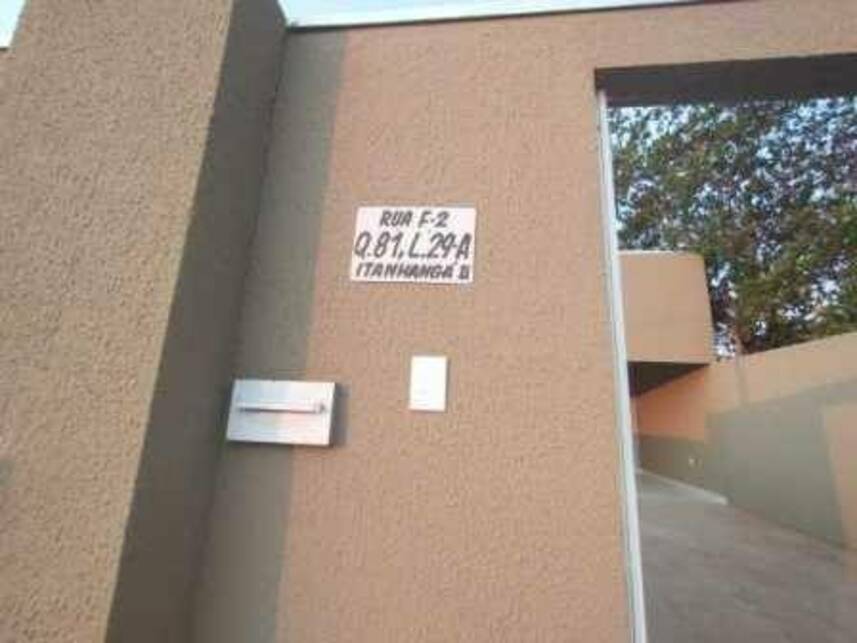 RUA F-2
Q.81, L.29-A
ITANHANGÁ II